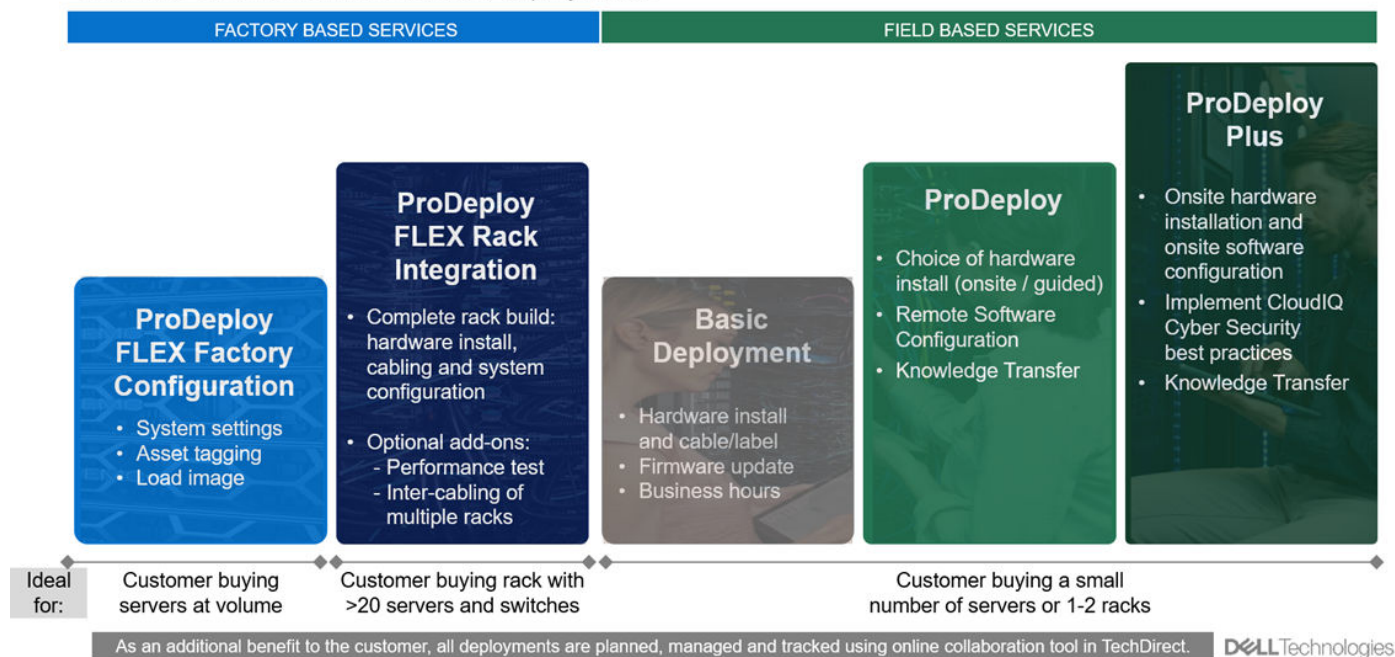 FACTORY BASED SERVICES
FIELD BASED SERVICES
ProDeploy
FLEX Factory
Configuration
• System settings
• Asset tagging
• Load image
ProDeploy
FLEX Rack
Integration
• Complete rack build:
hardware install,
cabling and system
configuration
• Optional add-ons:
- Performance test
- Inter-cabling of
multiple racks
Basic
Deployment
• Hardware install
and cable/label
• Firmware update
• Business hours
ProDeploy
• Choice of hardware
install (onsite / guided)
• Remote Software
Configuration
• Knowledge Transfer
ProDeploy
Plus
• Onsite hardware
installation and
onsite software
configuration
• Implement CloudIQ
Cyber Security
best practices
• Knowledge Transfer
Ideal
for:
Customer buying
servers at volume
Customer buying rack with
>20 servers and switches
Customer buying a small
number of servers or 1-2 racks
As an additional benefit to the customer, all deployments are planned, managed and tracked using online collaboration tool in TechDirect.
DELLTechnologies